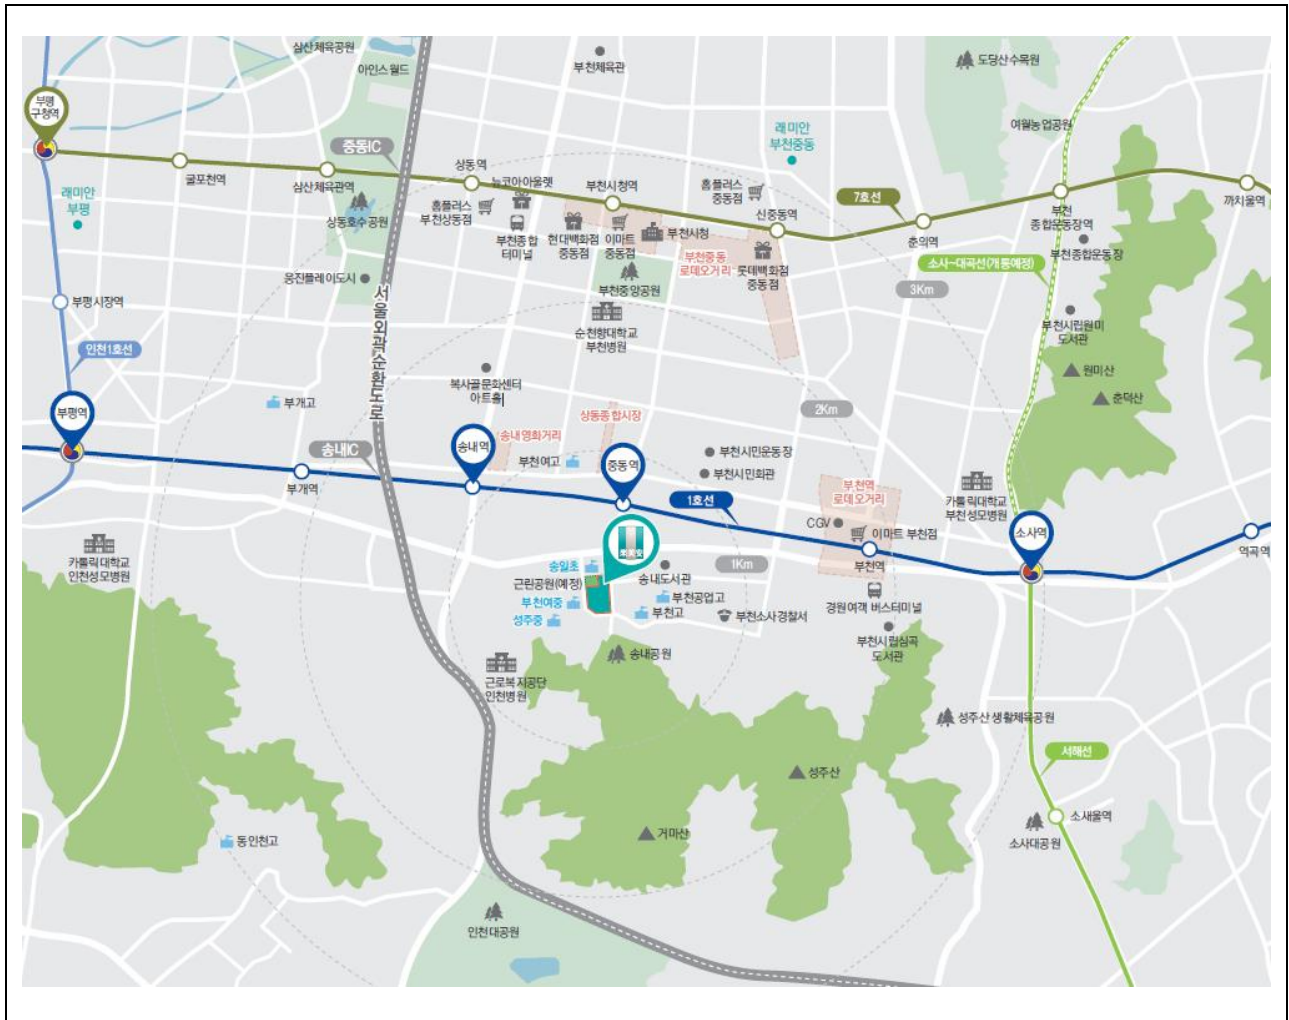 삼산체육공원
아인스월드
부천체육관
도당산수목원
여월농업공원
부평
구청역
중동IC
래미안
부천중동
굴포천역
삼산체육관역
상동역
뉴코아아울렛
부천시청역
홈플러스
중동점
신중동역
7호선
춘의역
부천
종합운동장역
까치울역
래미안
부평
상동호수공원
홈플러스
부천상동점
부천종합
터미널
현대백화점
중동점
이마트
중동점
부천시청
부천중동
로데오거리
롯데백화점
중동점
부천종합운동장
소사-대곡선(개통예정)
웅진플레이도시
부천중앙공원
3Km
부평시장역
서울외곽순환도로
순천향대학교
부천병원
부천시립원미
도서관
인천1호선
원미산
춘덕산
복사골문화센터
아트홀
부개고
2Km
상동종합시장
부평역
송내IC
송내역
송내영화거리
부천여고
중동역
부천시민운동장
부천시민회관
부천역
로데오거리
카톨릭대학교
부천성모병원
부개역
1호선
CGV
이마트 부천점
소사역
역곡역
카톨릭대학교
인천성모병원
來美安
송일초
근린공원(예정)
송내도서관
1Km
부천역
부천여중
성주중
부천공업고
부천고
부천소사경찰서
경원여객 버스터미널
부천시립심곡
도서관
송내공원
근로복지공단
인천병원
성주산생활체육공원
서해선
성주산
거마산
소새울역
소사대공원
동인천고
인천대공원